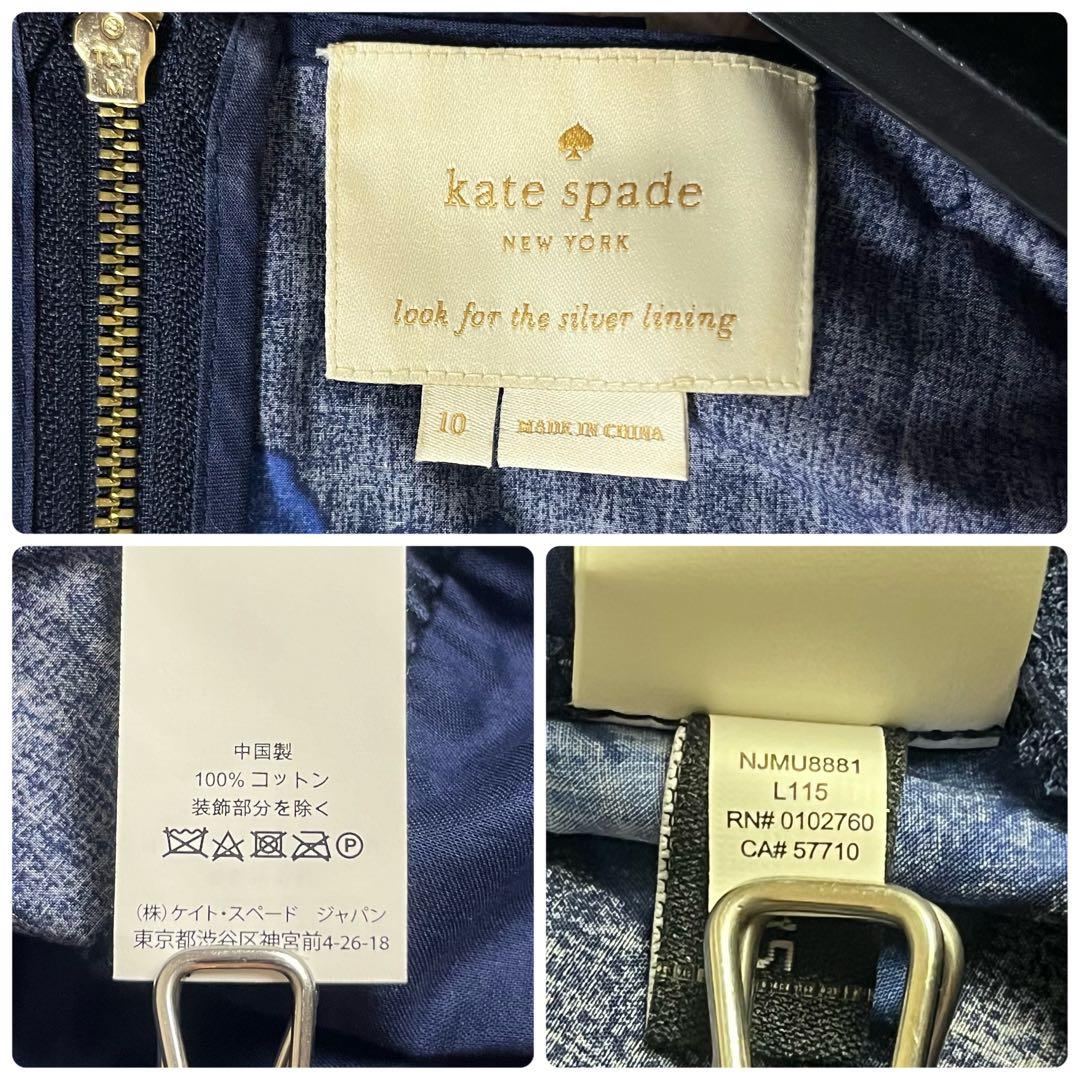 kate spade
NEW YORK
look for the silver lining
10
MADE IN CHINA
中国製
100% コットン
装飾部分を除く
P
(株)ケイト・スペード ジャパン
東京都渋谷区神宮前4-26-18
NJMU8881
L115
RN# 0102760
CA# 57710